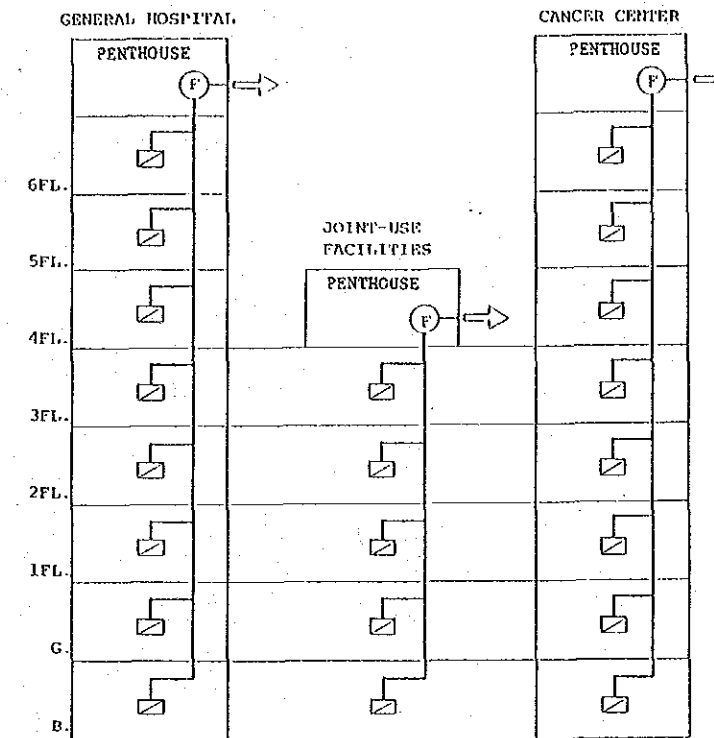 GENERAL HOSPITAL
CANCER CENTER
PENTHOUSE
PENTHOUSE
F
F
6FL.
JOINT-USE
FACILITIES
5FL.
PENTHOUSE
F
4FL.
3FL.
2FL.
1FL.
G.
B.